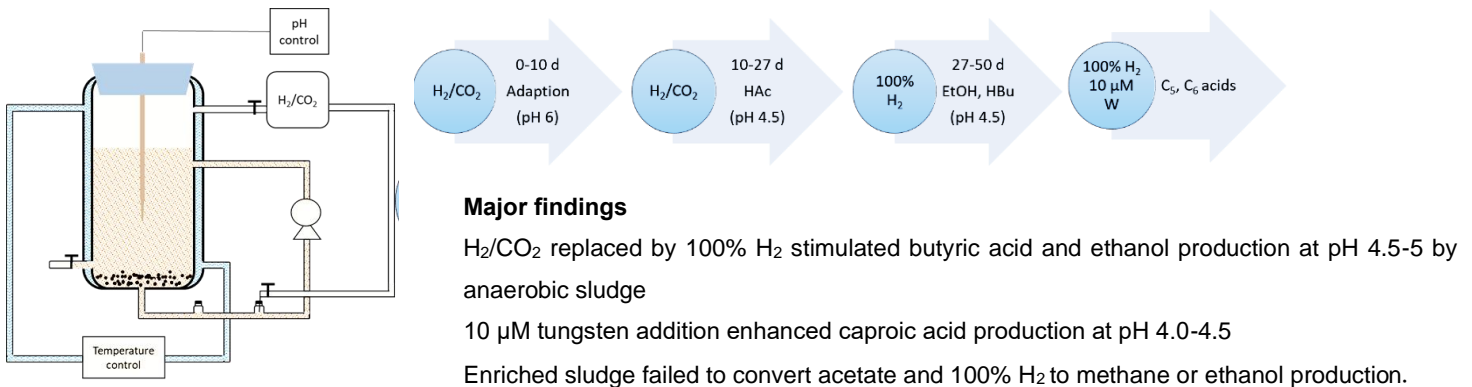 pH
control
H₂/CO₂
Temperature
control
H₂/CO₂
0-10 d
Adaption
(pH 6)
H₂/CO₂
10-27 d
HAc
(pH 4.5)
100%
H₂
27-50 d
EtOH, HBu
(pH 4.5)
100% H₂
10 µM
W
C₅, C₆ acids
Major findings
H₂/CO₂ replaced by 100% H₂ stimulated butyric acid and ethanol production at pH 4.5-5 by
anaerobic sludge
10 µM tungsten addition enhanced caproic acid production at pH 4.0-4.5
Enriched sludge failed to convert acetate and 100% H₂ to methane or ethanol production.